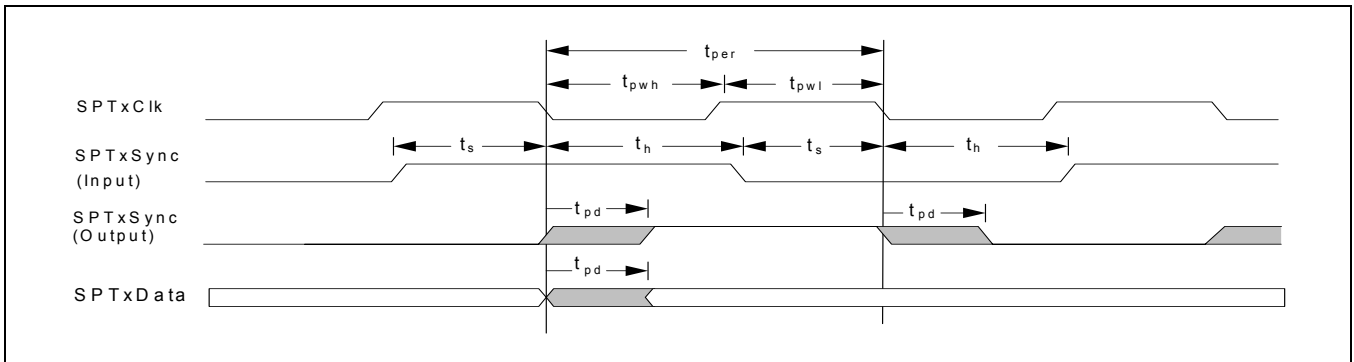 tper
tpwh tpwl
SPTxClk
ts th ts th
SPTxSync
(Input)
tpd tpd
SPTxSync
(Output)
tpd
SPTxData